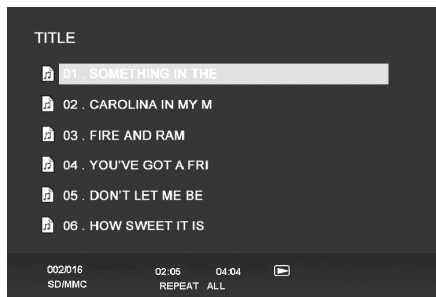 TITLE
01 . SOMETHING IN THE
02 . CAROLINA IN MY M
03 . FIRE AND RAM
04 . YOU'VE GOT A FRI
05 . DON'T LET ME BE
06 . HOW SWEET IT IS
002/016 02:05 04:04
SD/MMC REPEAT ALL